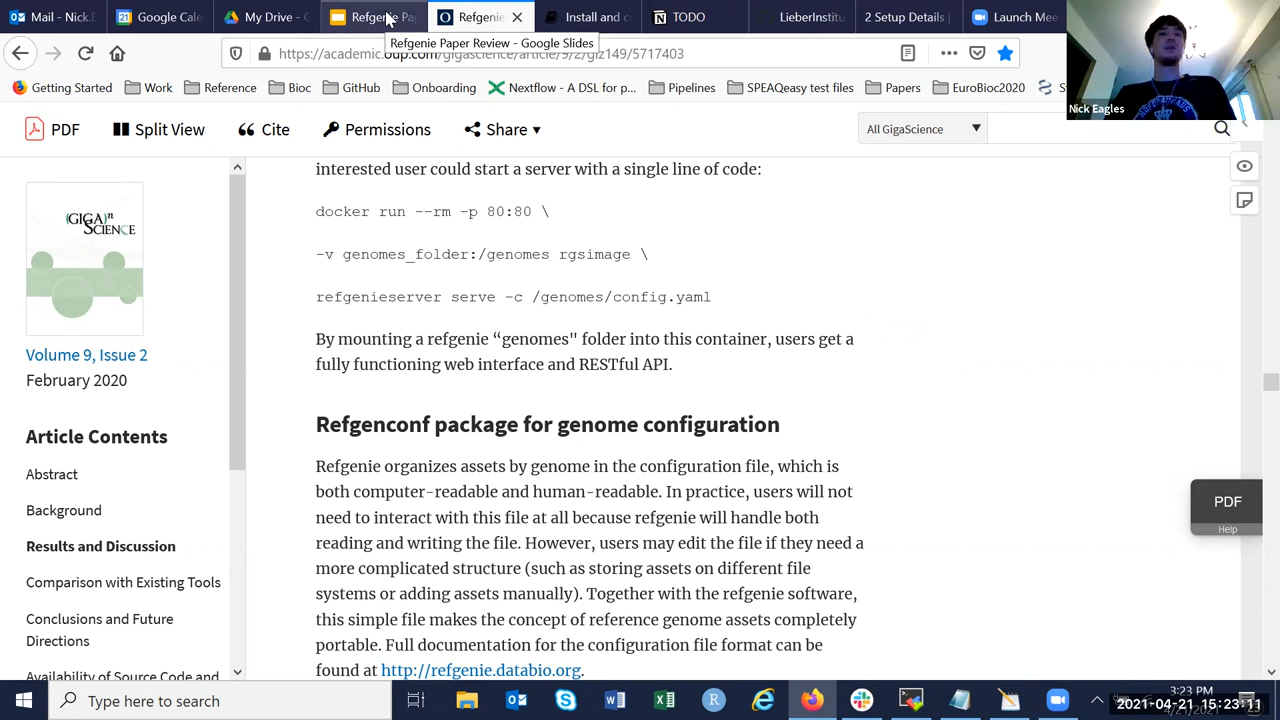 Mail - Nick.E
Google Cale
My Drive - G
Refgenie Pap
Refgenie
Install and c
TODO
LieberInstitu
2 Setup Details
Launch Mee
Refgenie Paper Review - Google Slides
https://academic.oup.com/gigascience/article/9/2/giz149/5717403
Getting Started
Work
Reference
Bioc
GitHub
Onboarding
Nextflow - A DSL for p...
Pipelines
SPEAQeasy test files
Papers
EuroBioc2020
Nick Eagles
PDF
Split View
Cite
Permissions
Share
All GigaScience
(GIGA)n
SCIENCE
Volume 9, Issue 2
February 2020
Article Contents
Abstract
Background
Results and Discussion
Comparison with Existing Tools
Conclusions and Future
Directions
Availability of Source Code and
interested user could start a server with a single line of code:
docker run --rm -p 80:80 \
-v genomes_folder:/genomes rgsimage \
refgenieserver serve -c /genomes/config.yaml
By mounting a refgenie “genomes" folder into this container, users get a
fully functioning web interface and RESTful API.
Refgenconf package for genome configuration
Refgenie organizes assets by genome in the configuration file, which is
both computer-readable and human-readable. In practice, users will not
need to interact with this file at all because refgenie will handle both
reading and writing the file. However, users may edit the file if they need a
more complicated structure (such as storing assets on different file
systems or adding assets manually). Together with the refgenie software,
this simple file makes the concept of reference genome assets completely
portable. Full documentation for the configuration file format can be
found at http://refgenie.databio.org.
PDF
Help
Type here to search
3:23 PM
2021-04-21 15:23:11